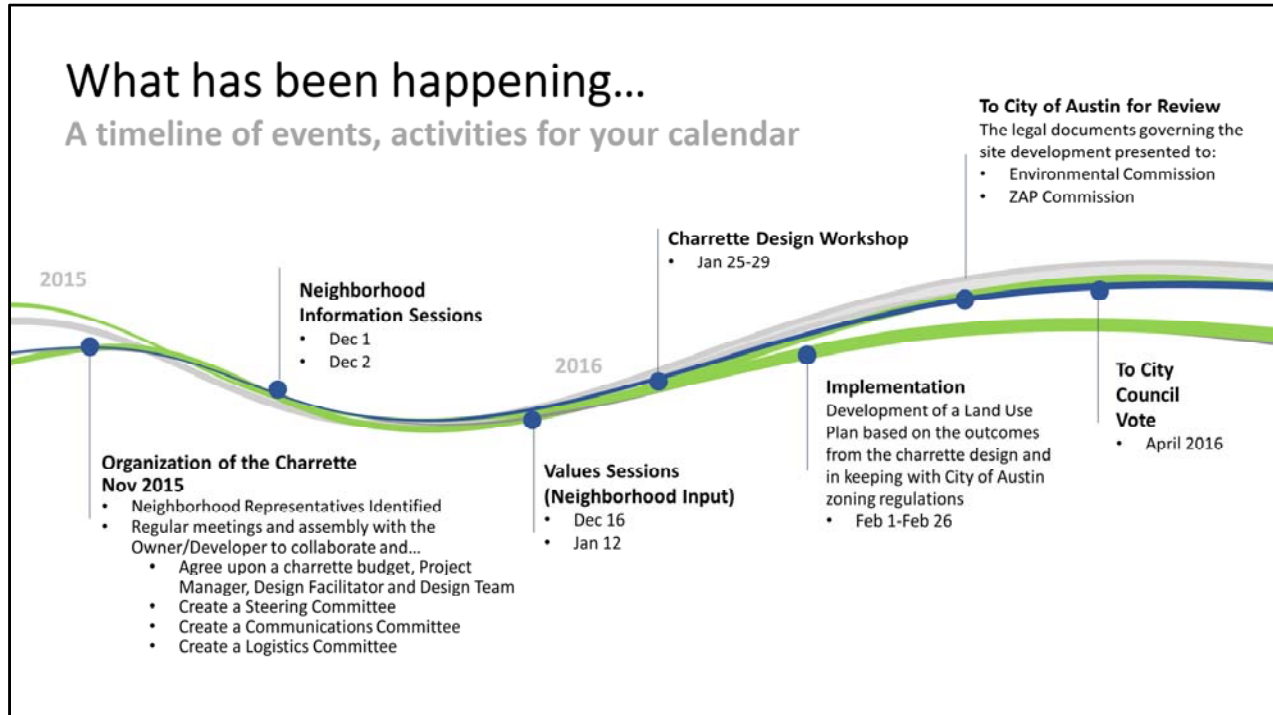 What has been happening…
A timeline of events, activities for your calendar
2015
Organization of the Charrette
Nov 2015
• Neighborhood Representatives Identified
• Regular meetings and assembly with the
Owner/Developer to collaborate and…
• Agree upon a charrette budget, Project
Manager, Design Facilitator and Design Team
• Create a Steering Committee
• Create a Communications Committee
• Create a Logistics Committee
Neighborhood
Information Sessions
• Dec 1
• Dec 2
2016
Values Sessions
(Neighborhood Input)
• Dec 16
• Jan 12
Charrette Design Workshop
• Jan 25-29
Implementation
Development of a Land Use
Plan based on the outcomes
from the charrette design and
in keeping with City of Austin
zoning regulations
• Feb 1-Feb 26
To City of Austin for Review
The legal documents governing the
site development presented to:
• Environmental Commission
• ZAP Commission
To City
Council
Vote
• April 2016